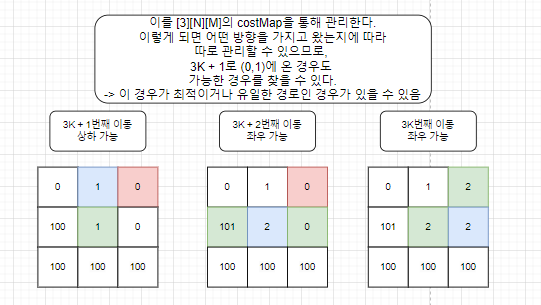 이를 [3][N][M]의 costMap을 통해 관리한다.
이렇게 되면 어떤 방향을 가지고 왔는지에 따라
따로 관리할 수 있으므로,
3K + 1로 (0,1)에 온 경우도
가능한 경우를 찾을 수 있다.
-> 이 경우가 최적이거나 유일한 경로인 경우가 있을 수 있음
3K + 1번째 이동
상하 가능
3K + 2번째 이동
좌우 가능
3K번째 이동
좌우 가능
0 1 0
100 1 0
100 100 100
0 1 0
101 2 0
100 100 100
0 1 2
101 2 2
100 100 100